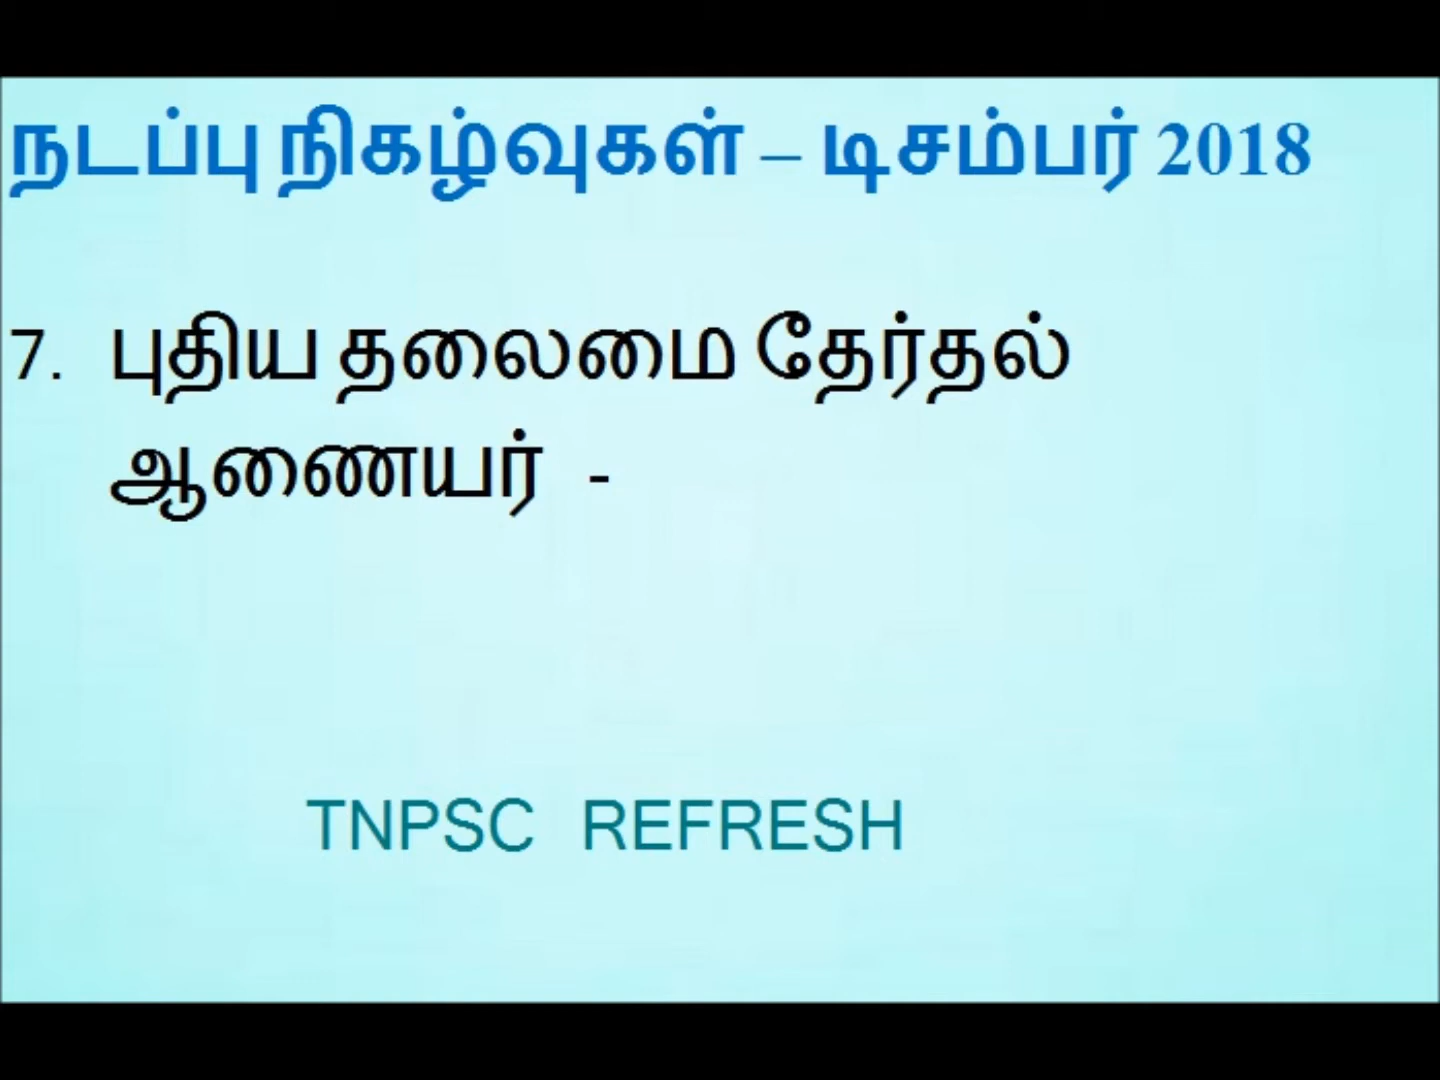 நடப்பு நிகழ்வுகள் – டிசம்பர் 2018
7. புதிய தலைமை தேர்தல்
ஆணையர் -
TNPSC REFRESH